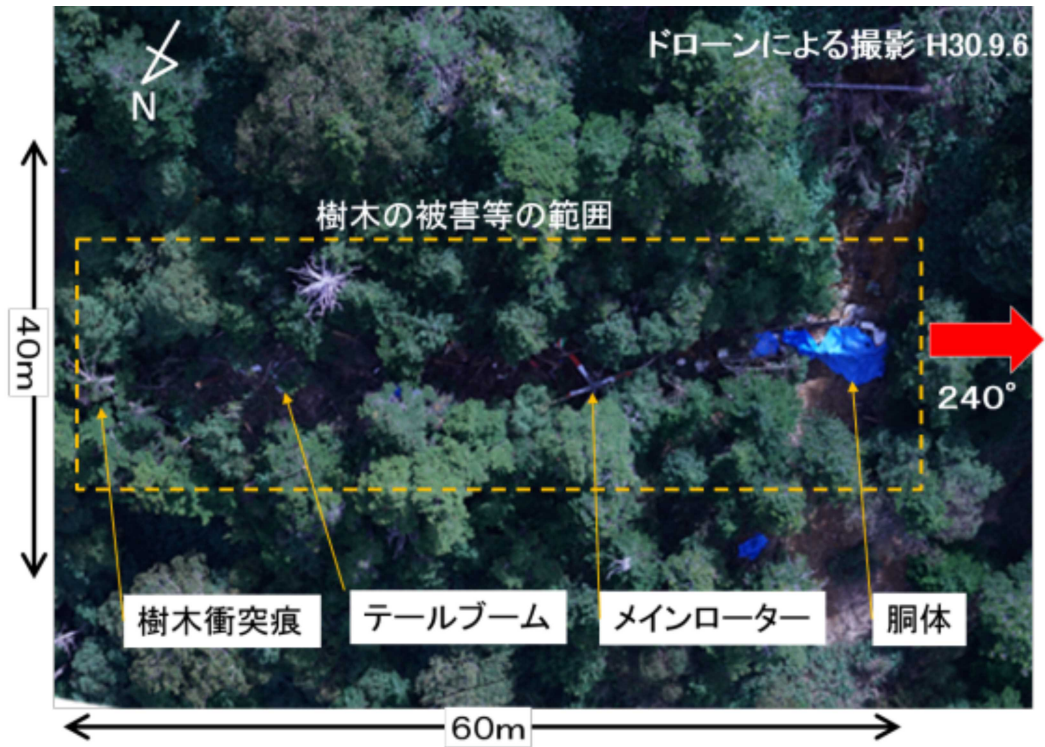 ドローンによる撮影 H30.9.6
N
樹木の被害等の範囲
40m
240°
樹木衝突痕
テールブーム
メインローター
胴体
60m